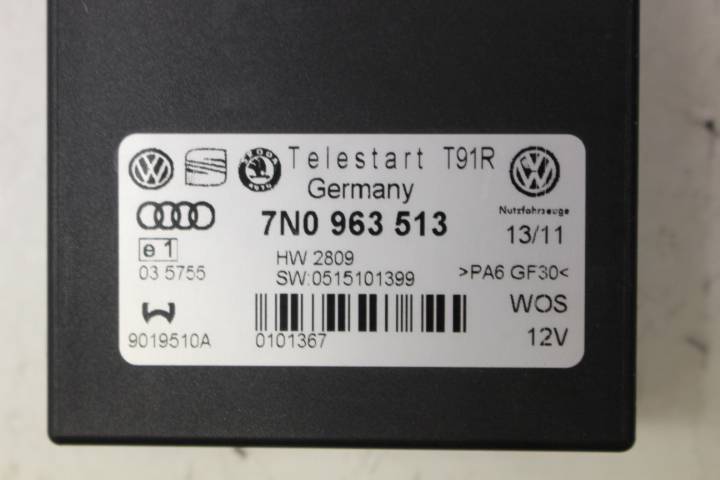 Telestart T91R
Germany
Nutzfahrzeuge
7N0 963 513
13/11
e 1
HW 2809
03 5755
SW:0515101399
>PA6 GF30<
WOS
9019510A
0101367
12V